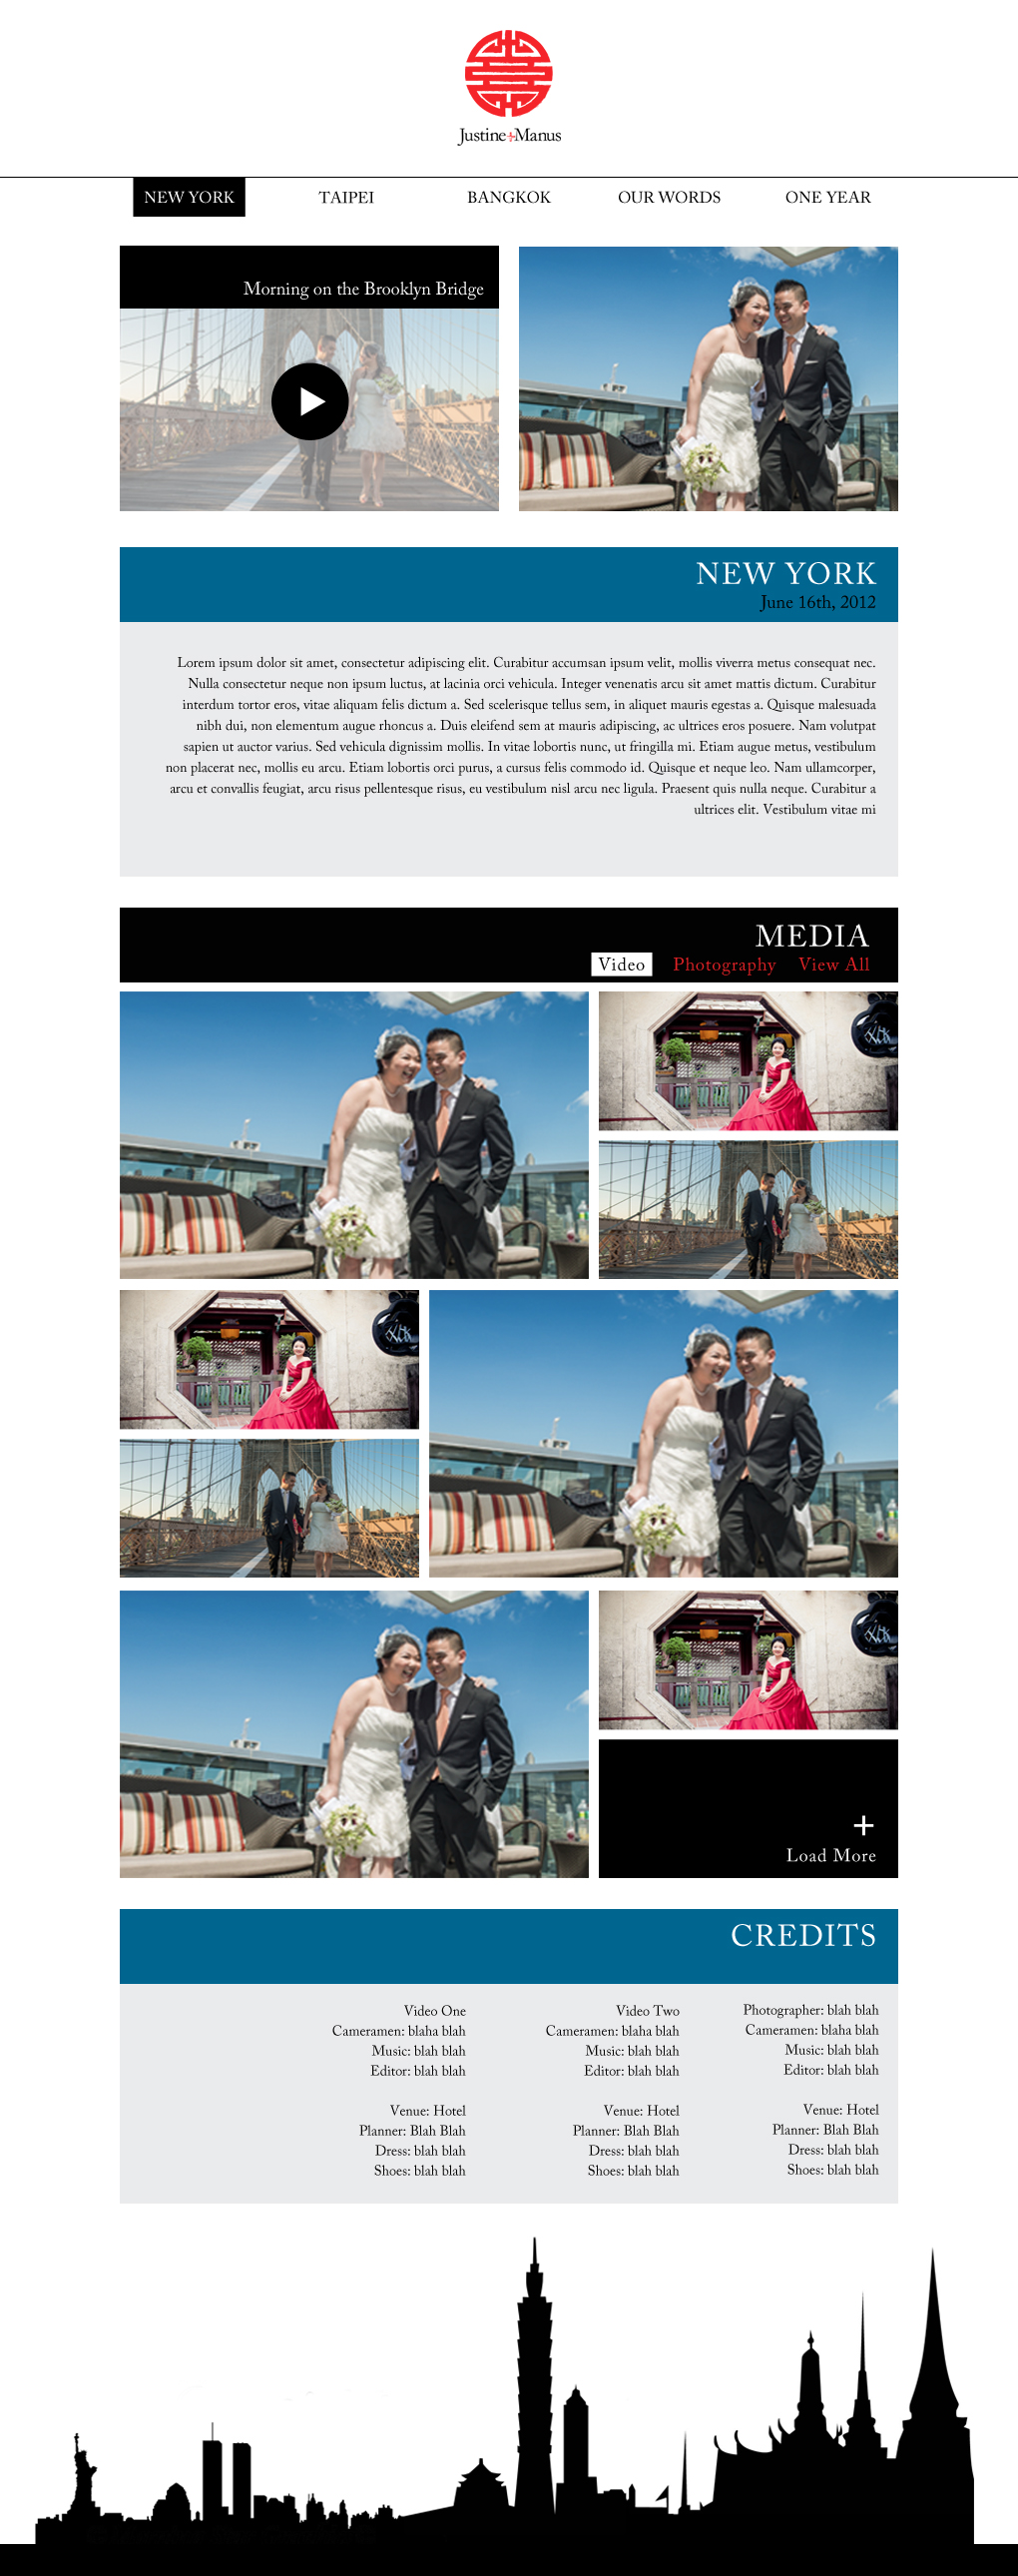 Justine+Manus
NEW YORK
TAIPEI
BANGKOK
OUR WORDS
ONE YEAR
Morning on the Brooklyn Bridge
NEW YORK
June 16th, 2012
Lorem ipsum dolor sit amet, consectetur adipiscing elit. Curabitur accumsan ipsum velit, mollis viverra metus consequat nec.
Nulla consectetur neque non ipsum luctus, at lacinia orci vehicula. Integer venenatis arcu sit amet mattis dictum. Curabitur
interdum tortor eros, vitae aliquam felis dictum a. Sed scelerisque tellus sem, in aliquet mauris egestas a. Quisque malesuada
nibh dui, non elementum augue rhoncus a. Duis eleifend sem at mauris adipiscing, ac ultrices eros posuere. Nam volutpat
sapien ut auctor varius. Sed vehicula dignissim mollis. In vitae lobortis nunc, ut fringilla mi. Etiam augue metus, vestibulum
non placerat nec, mollis eu arcu. Etiam lobortis orci purus, a cursus felis commodo id. Quisque et neque leo. Nam ullamcorper,
arcu et convallis feugiat, arcu risus pellentesque risus, eu vestibulum nisl arcu nec ligula. Praesent quis nulla neque. Curabitur a
ultrices elit. Vestibulum vitae mi
MEDIA
Video
Photography
View All
+
Load More
CREDITS
Video One
Cameramen: blaha blah
Music: blah blah
Editor: blah blah
Venue: Hotel
Planner: Blah Blah
Dress: blah blah
Shoes: blah blah
Video Two
Cameramen: blaha blah
Music: blah blah
Editor: blah blah
Venue: Hotel
Planner: Blah Blah
Dress: blah blah
Shoes: blah blah
Photographer: blah blah
Cameramen: blaha blah
Music: blah blah
Editor: blah blah
Venue: Hotel
Planner: Blah Blah
Dress: blah blah
Shoes: blah blah